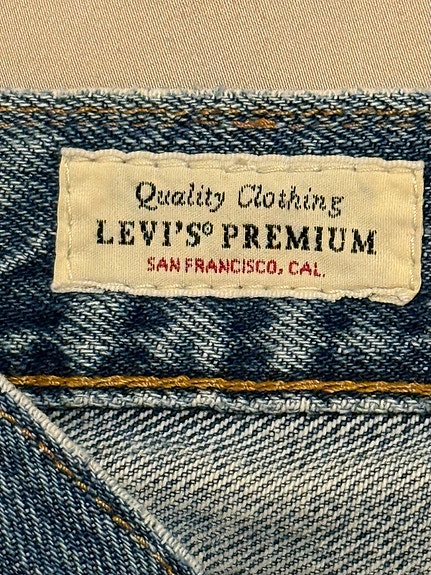 Quality Clothing
LEVI'S® PREMIUM
SAN FRANCISCO, CAL.